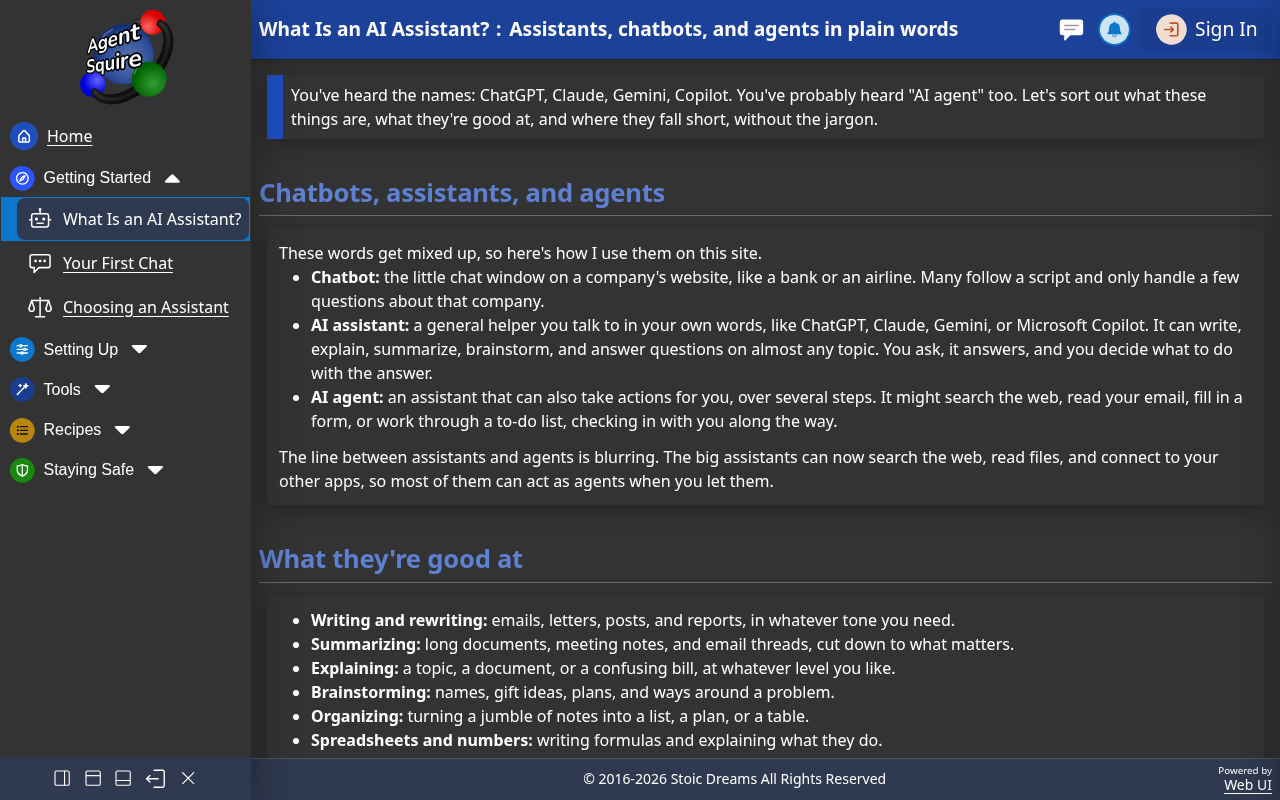 Agent
Squire
Home
Getting Started
What Is an AI Assistant?
Your First Chat
Choosing an Assistant
Setting Up
Tools
Recipes
Staying Safe
What Is an AI Assistant? : Assistants, chatbots, and agents in plain words
Sign In
You've heard the names: ChatGPT, Claude, Gemini, Copilot. You've probably heard "AI agent" too. Let's sort out what these
things are, what they're good at, and where they fall short, without the jargon.
Chatbots, assistants, and agents
These words get mixed up, so here's how I use them on this site.
Chatbot: the little chat window on a company's website, like a bank or an airline. Many follow a script and only handle a few
questions about that company.
AI assistant: a general helper you talk to in your own words, like ChatGPT, Claude, Gemini, or Microsoft Copilot. It can write,
explain, summarize, brainstorm, and answer questions on almost any topic. You ask, it answers, and you decide what to do
with the answer.
AI agent: an assistant that can also take actions for you, over several steps. It might search the web, read your email, fill in a
form, or work through a to-do list, checking in with you along the way.
The line between assistants and agents is blurring. The big assistants can now search the web, read files, and connect to your
other apps, so most of them can act as agents when you let them.
What they're good at
Writing and rewriting: emails, letters, posts, and reports, in whatever tone you need.
Summarizing: long documents, meeting notes, and email threads, cut down to what matters.
Explaining: a topic, a document, or a confusing bill, at whatever level you like.
Brainstorming: names, gift ideas, plans, and ways around a problem.
Organizing: turning a jumble of notes into a list, a plan, or a table.
Spreadsheets and numbers: writing formulas and explaining what they do.
© 2016-2026 Stoic Dreams All Rights Reserved
Powered by
Web UI